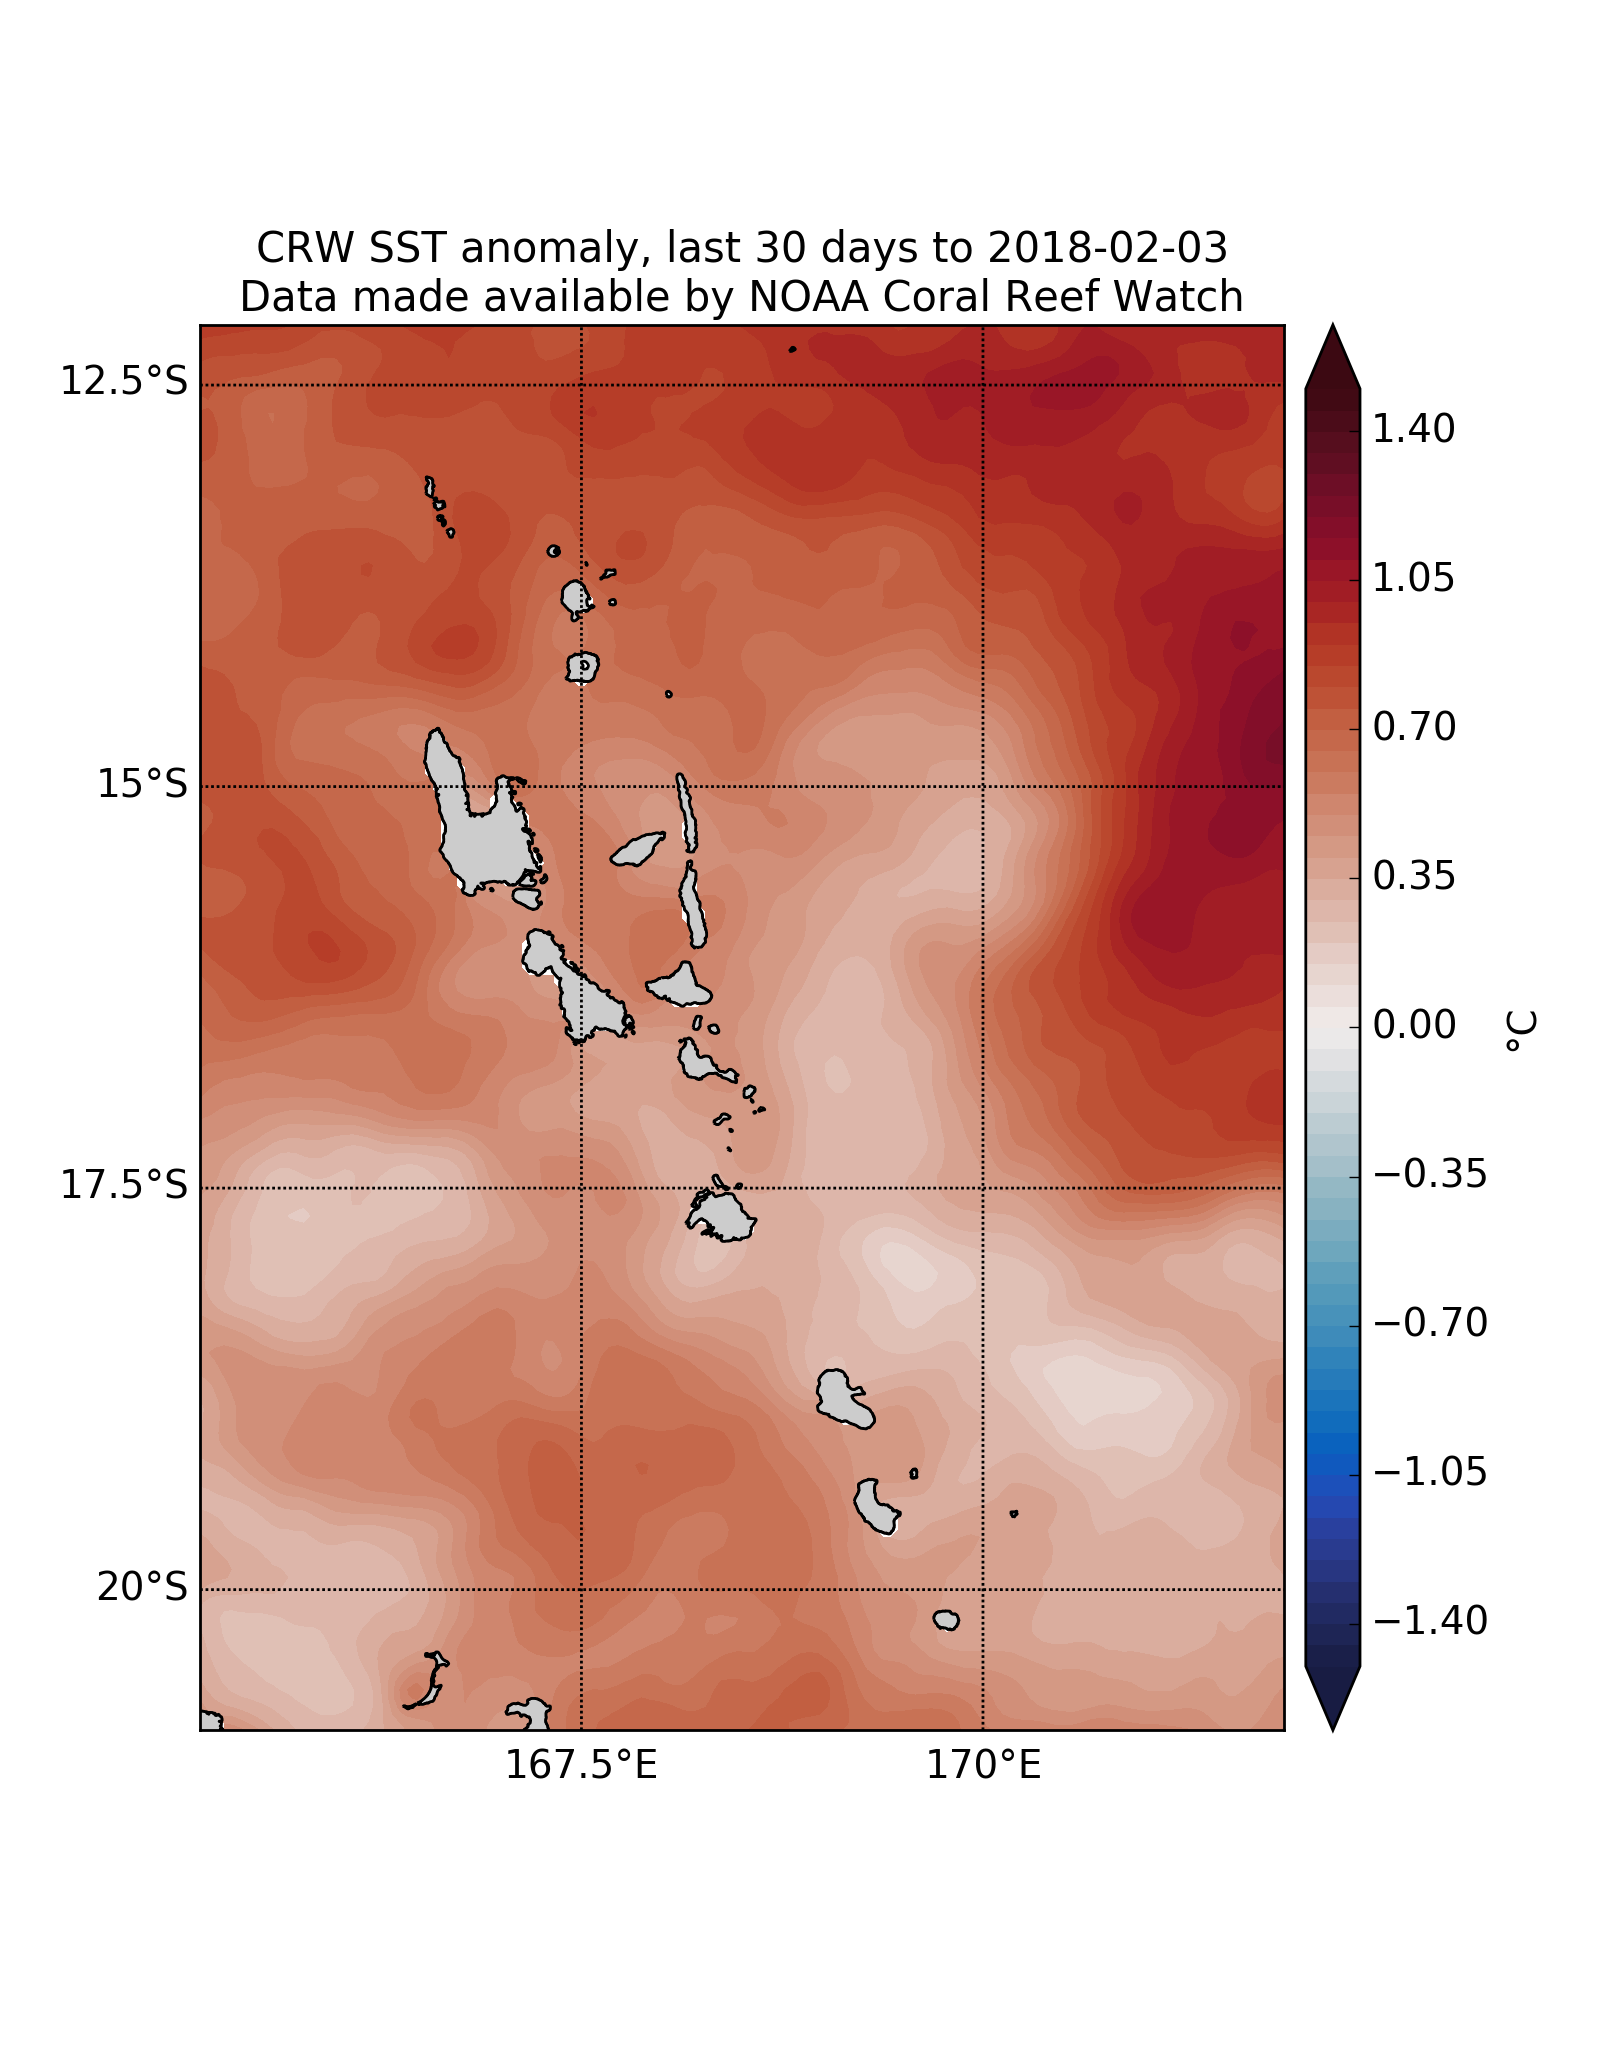 CRW SST anomaly, last 30 days to 2018-02-03
Data made available by NOAA Coral Reef Watch
12.5°S
15°S
17.5°S
20°S
167.5°E
170°E
1.40
1.05
0.70
0.35
0.00
−0.35
−0.70
−1.05
−1.40
°C